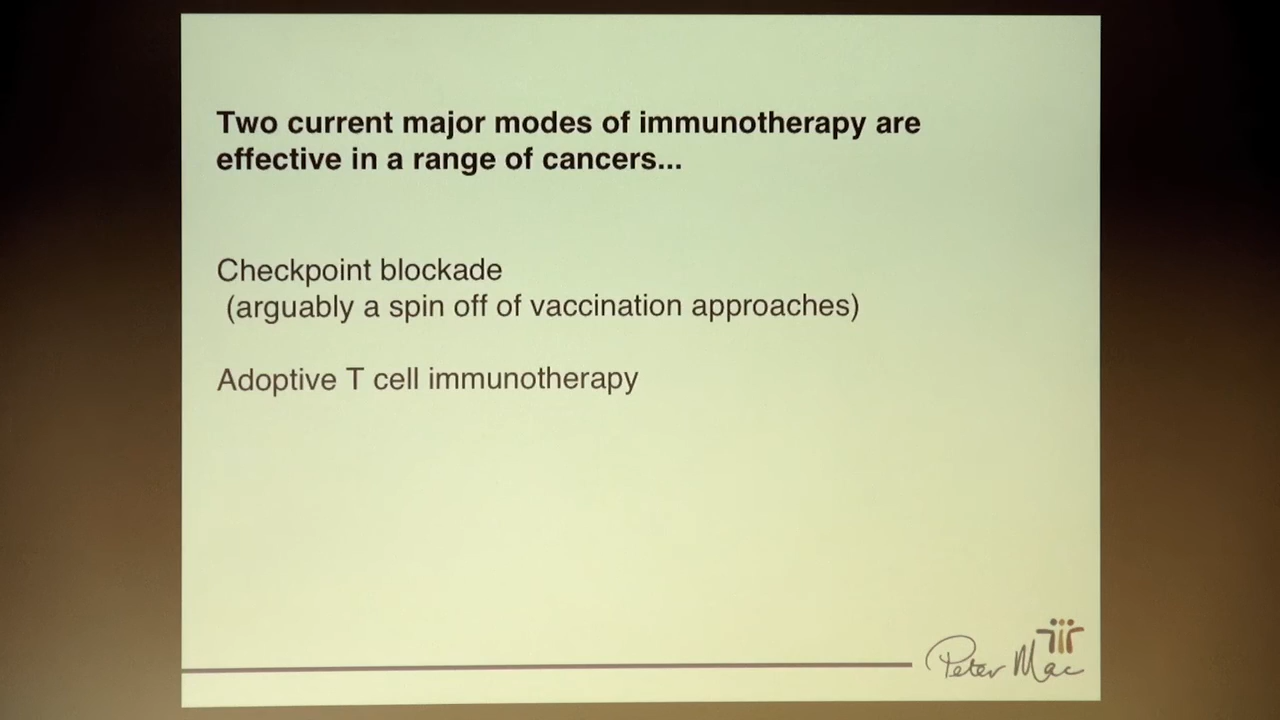 Two current major modes of immunotherapy are
effective in a range of cancers...
Checkpoint blockade
(arguably a spin off of vaccination approaches)
Adoptive T cell immunotherapy
Peter Mac